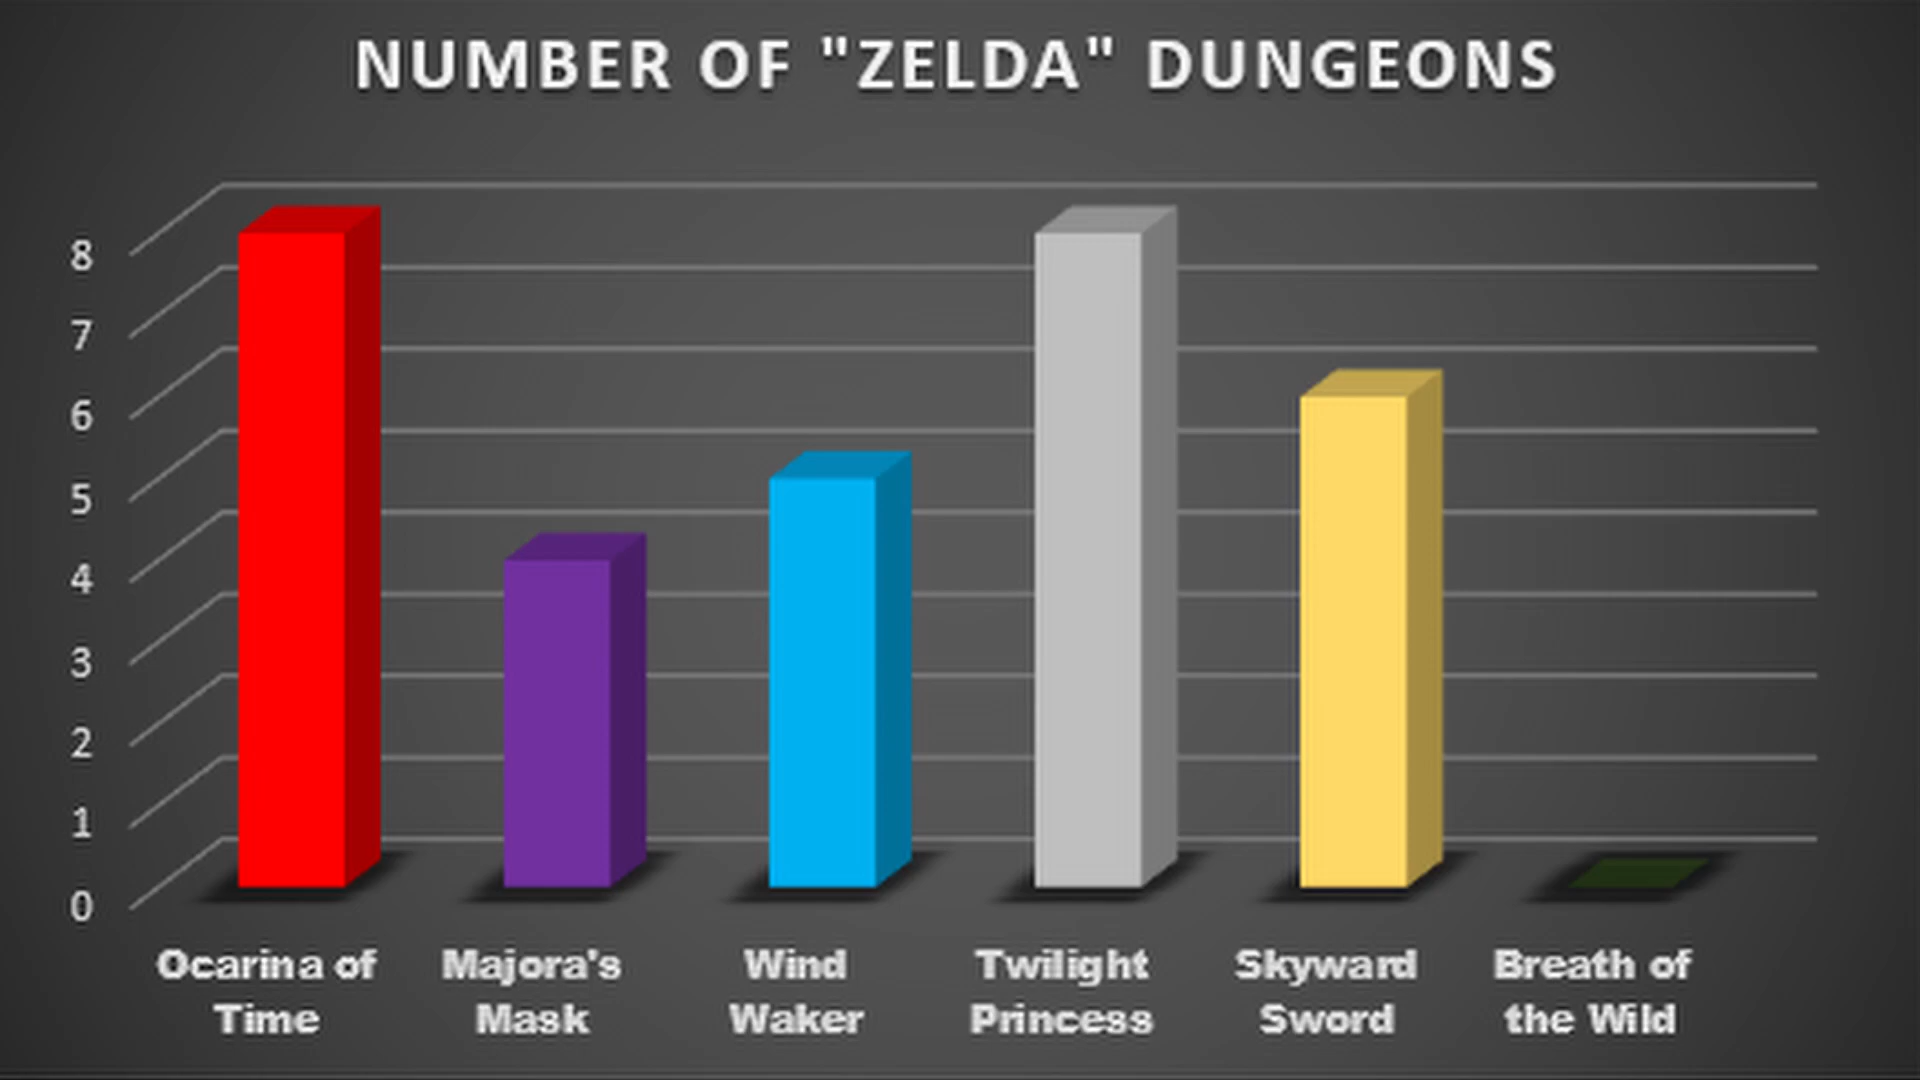 NUMBER OF "ZELDA" DUNGEONS
8
7
6
5
4
3
2
1
0
Ocarina of
Time
Majora's
Mask
Wind
Waker
Twilight
Princess
Skyward
Sword
Breath of
the Wild